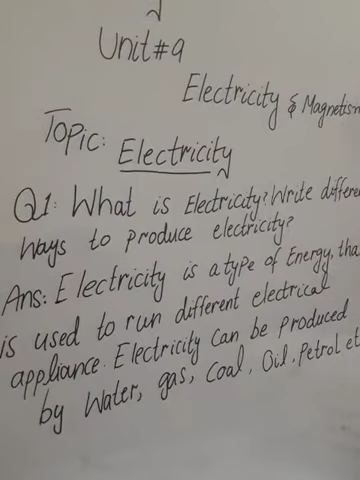 Unit#9
Electricity & Magnetism
Topic: Electricity
Q1: What is Electricity? Write differe
ways to produce electricity?
Ans: Electricity is a type of Energy, tha
is used to run different electrical
appliance. Electricity can be produced
by Water, gas, Coal, Oil, Petrol et